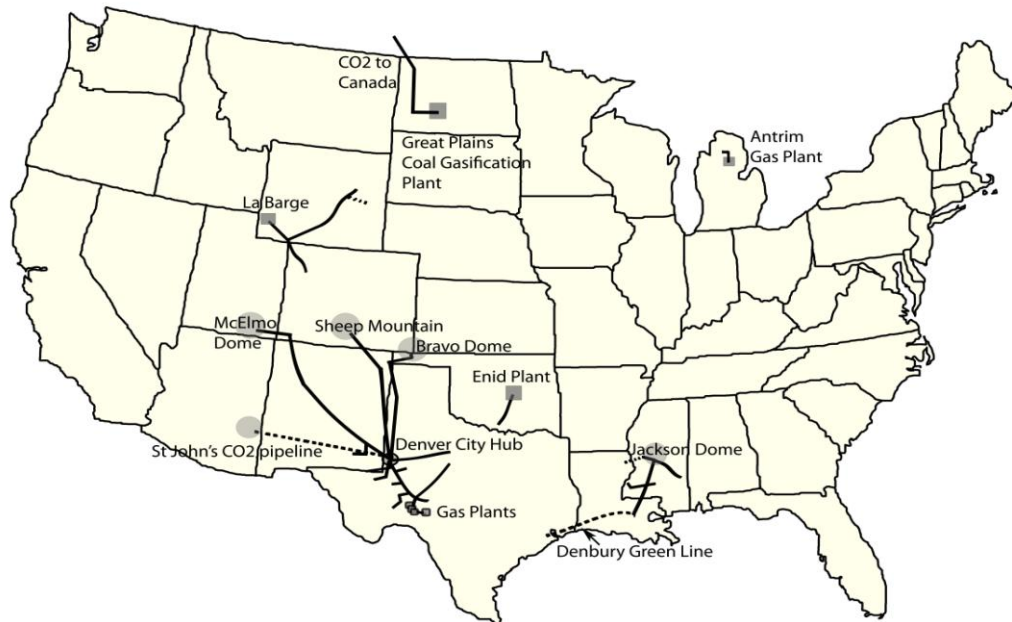 CO2 to
Canada
Great Plains
Coal Gasification
Plant
Antrim
Gas Plant
La Barge
McElmo
Dome
Sheep Mountain
Bravo Dome
Enid Plant
St John's CO2 pipeline
Denver City Hub
Jackson Dome
Gas Plants
Denbury Green Line